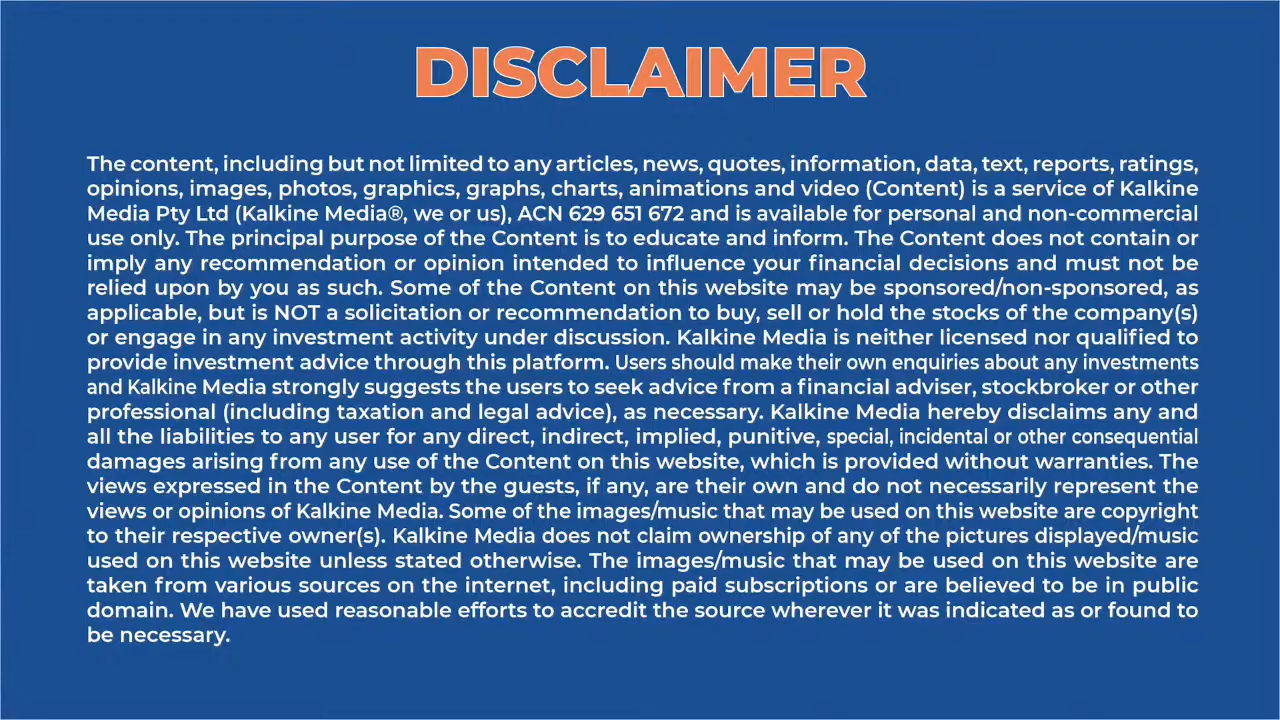 DISCLAIMER
The content, including but not limited to any articles, news, quotes, information, data, text, reports, ratings,
opinions, images, photos, graphics, graphs, charts, animations and video (Content) is a service of Kalkine
Media Pty Ltd (Kalkine Media®, we or us), ACN 629 651 672 and is available for personal and non-commercial
use only. The principal purpose of the Content is to educate and inform. The Content does not contain or
imply any recommendation or opinion intended to influence your financial decisions and must not be
relied upon by you as such. Some of the Content on this website may be sponsored/non-sponsored, as
applicable, but is NOT a solicitation or recommendation to buy, sell or hold the stocks of the company(s)
or engage in any investment activity under discussion. Kalkine Media is neither licensed nor qualified to
provide investment advice through this platform. Users should make their own enquiries about any investments
and Kalkine Media strongly suggests the users to seek advice from a financial adviser, stockbroker or other
professional (including taxation and legal advice), as necessary. Kalkine Media hereby disclaims any and
all the liabilities to any user for any direct, indirect, implied, punitive, special, incidental or other consequential
damages arising from any use of the Content on this website, which is provided without warranties. The
views expressed in the Content by the guests, if any, are their own and do not necessarily represent the
views or opinions of Kalkine Media. Some of the images/music that may be used on this website are copyright
to their respective owner(s). Kalkine Media does not claim ownership of any of the pictures displayed/music
used on this website unless stated otherwise. The images/music that may be used on this website are
taken from various sources on the internet, including paid subscriptions or are believed to be in public
domain. We have used reasonable efforts to accredit the source wherever it was indicated as or found to
be necessary.